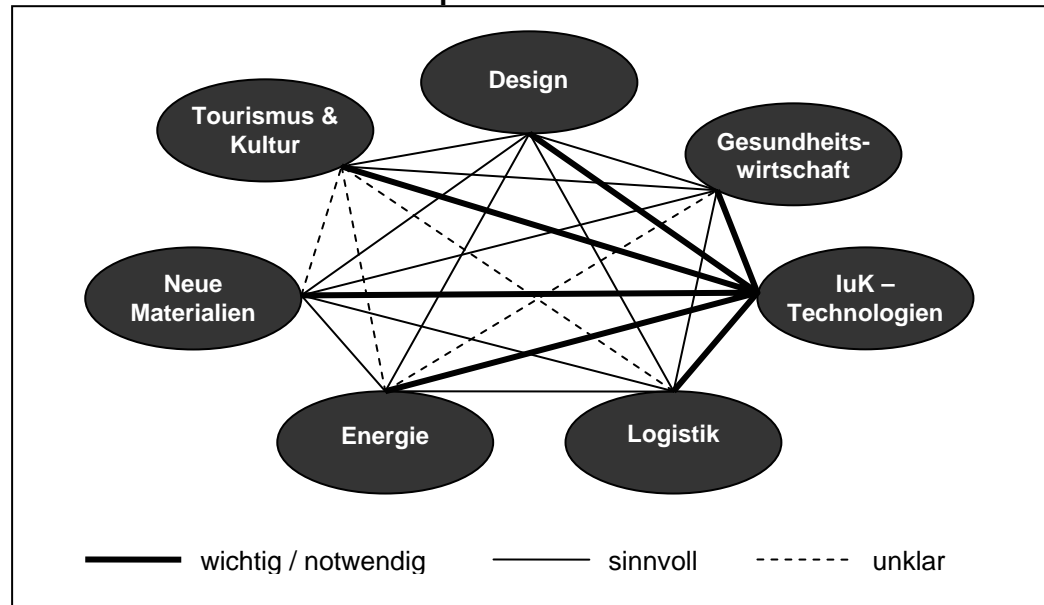 Design
Tourismus &
Kultur
Gesundheits-
wirtschaft
Neue
Materialien
IuK –
Technologien
Energie
Logistik
wichtig / notwendig
sinnvoll
unklar